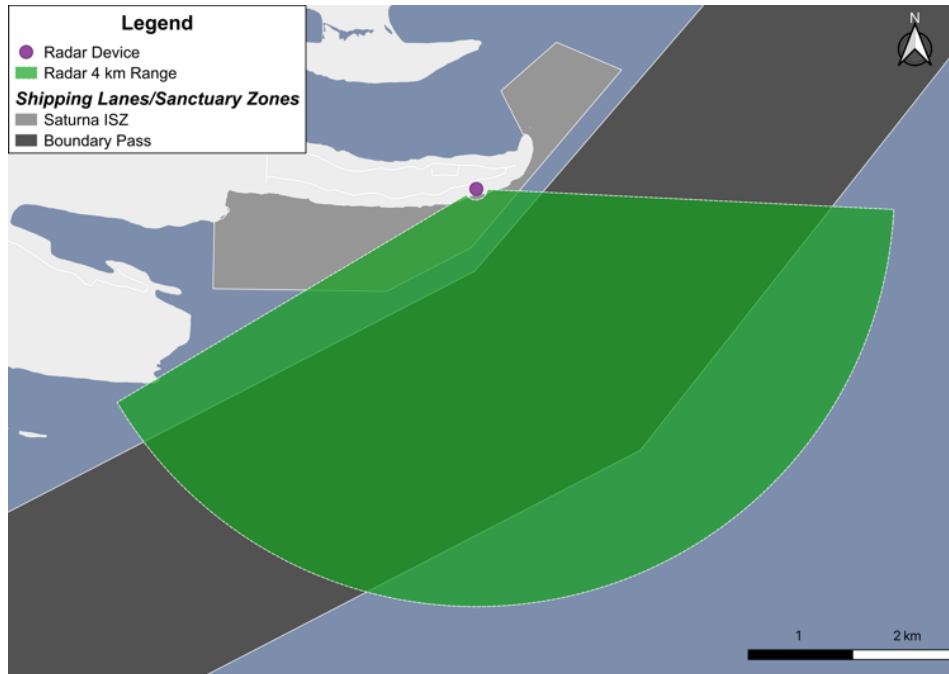 Legend
Radar Device
Radar 4 km Range
Shipping Lanes/Sanctuary Zones
Saturna ISZ
Boundary Pass
N
1 2 km